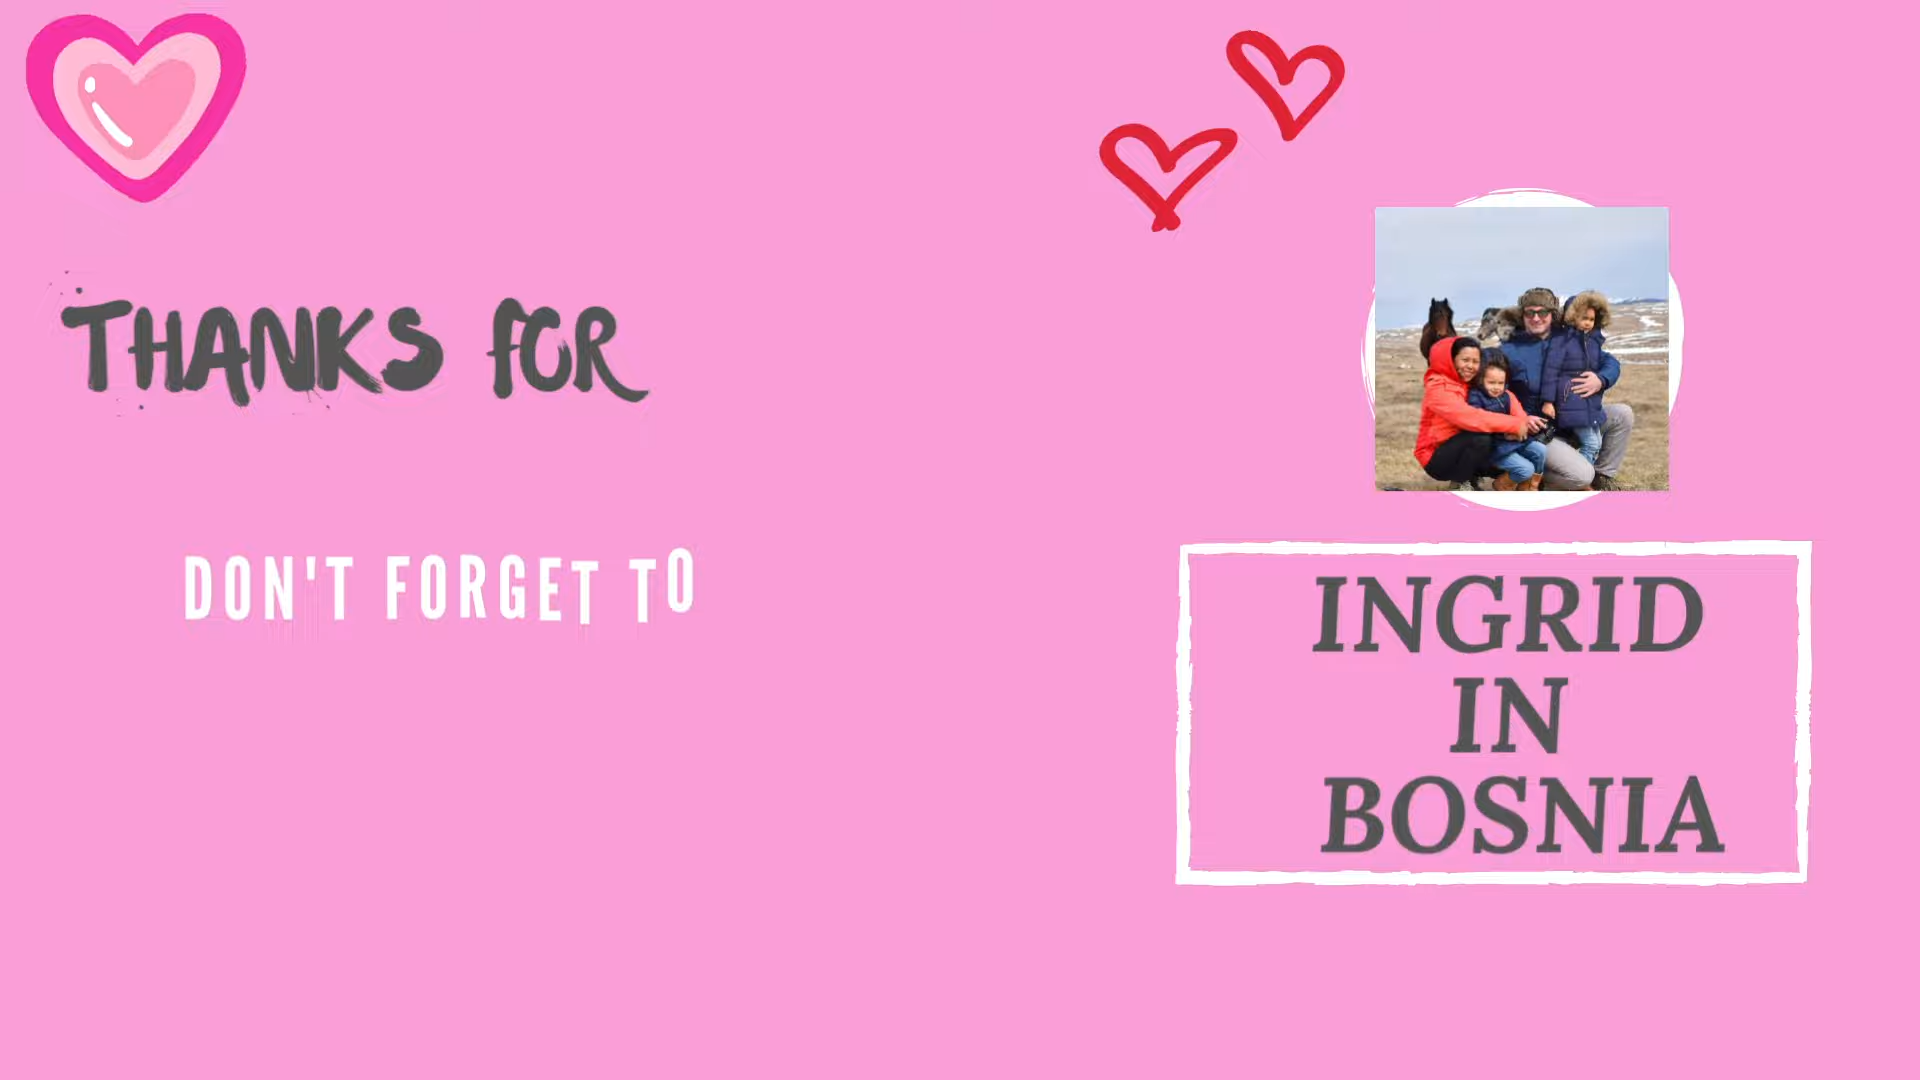 THANKS FOR
DON'T FORGET TO
INGRID
IN
BOSNIA